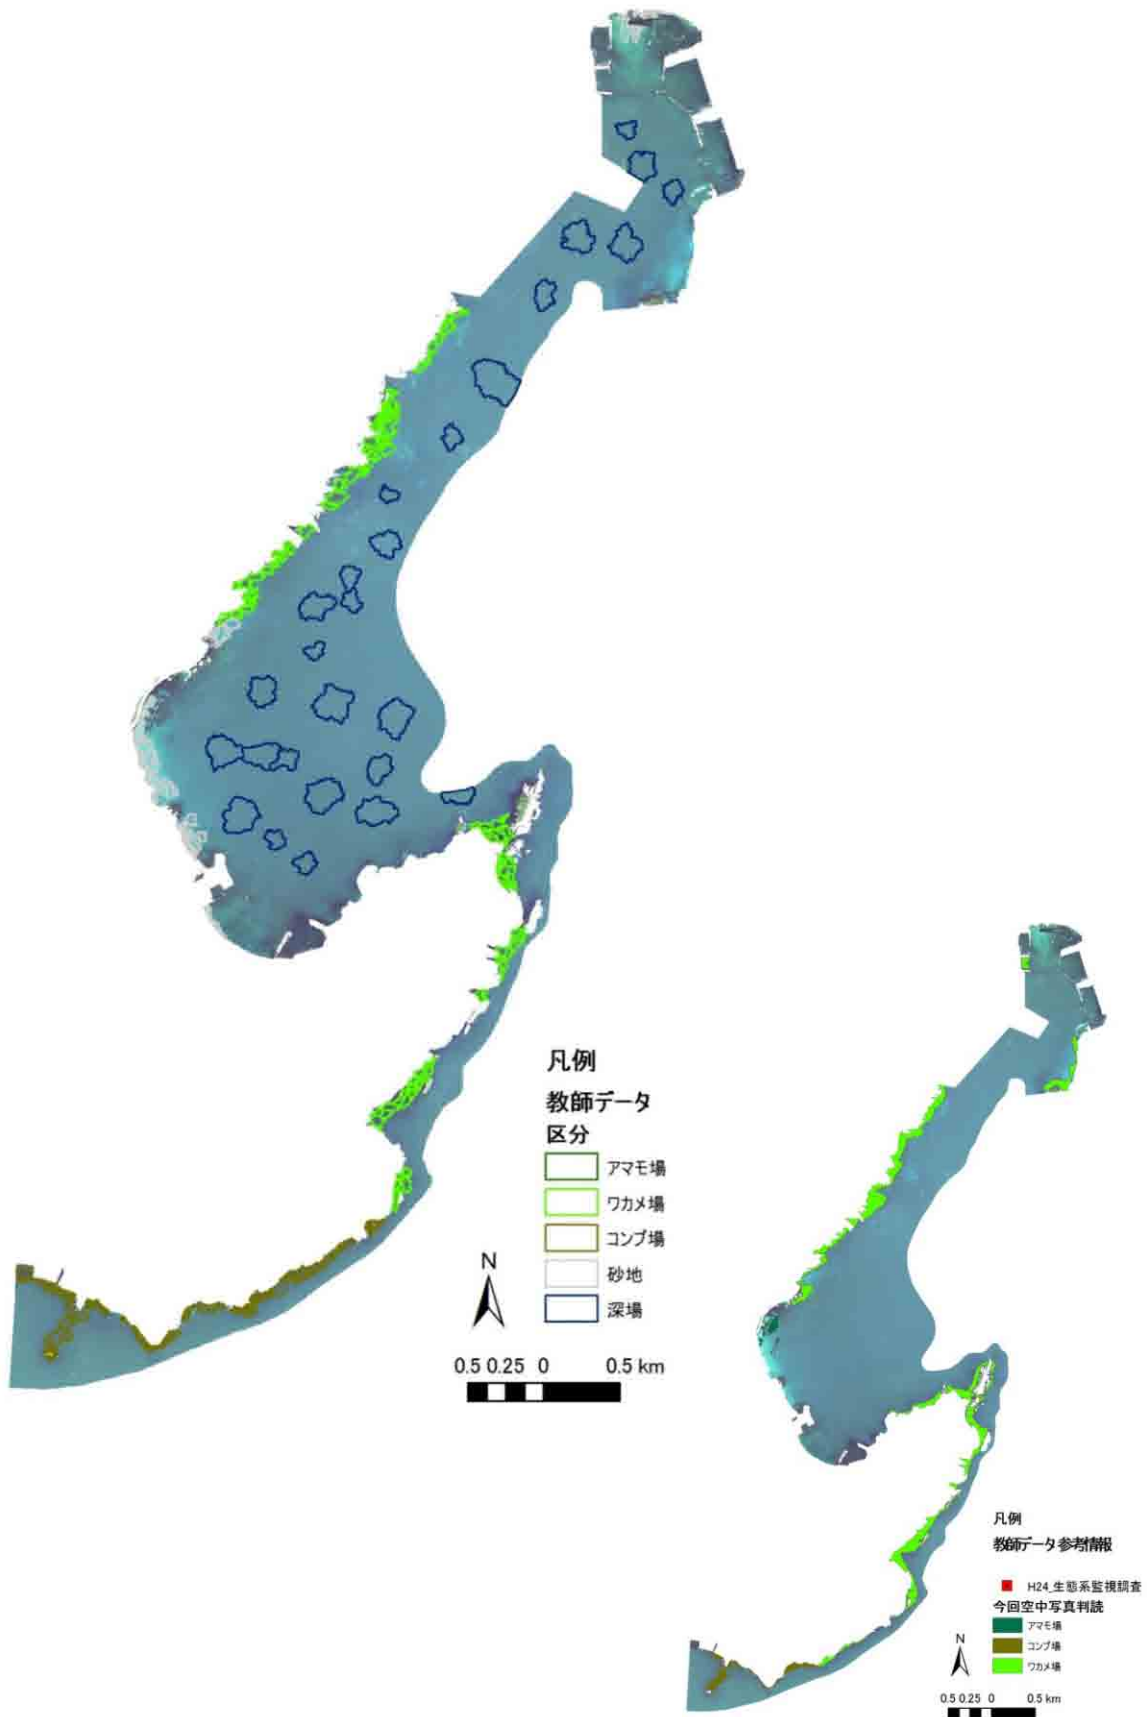 凡例
教師データ
区分
アマモ場
ワカメ場
コンブ場
砂地
深場
N
0.5 0.25 0 0.5 km
凡例
教師データ参考情報
H24_生態系監視調査
今回空中写真判読
アマモ場
コンブ場
ワカメ場
N
0.5 0.25 0 0.5 km